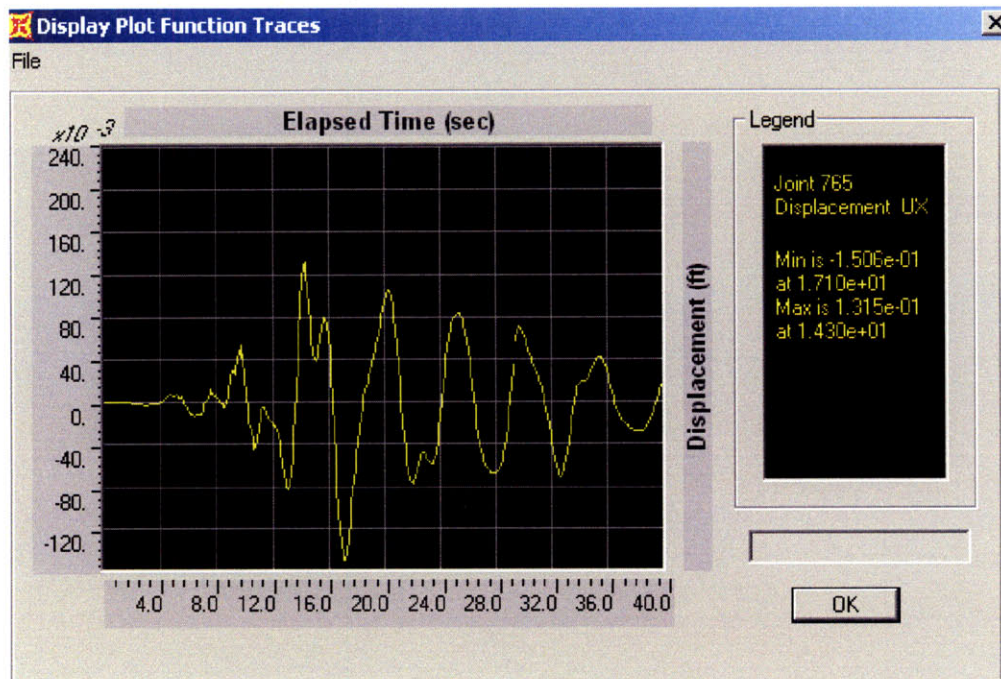 Display Plot Function Traces
File
x10 -3
Elapsed Time (sec)
240.
200.
160.
120.
80.
40.
0.
-40.
-80.
-120.
Displacement (ft)
4.0 8.0 12.0 16.0 20.0 24.0 28.0 32.0 36.0 40.0
Legend
Joint 765
Displacement UX
Min is -1.506e-01
at 1.710e+01
Max is 1.315e-01
at 1.430e+01
OK